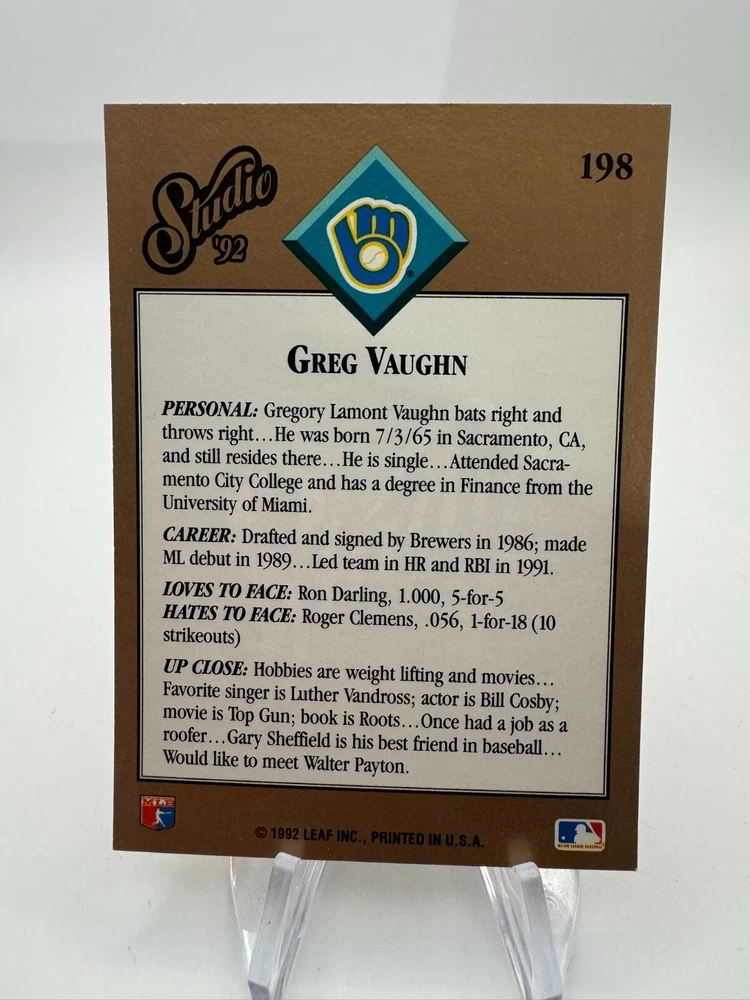 198
Studio
'92
GREG VAUGHN
PERSONAL: Gregory Lamont Vaughn bats right and
throws right...He was born 7/3/65 in Sacramento, CA,
and still resides there...He is single...Attended Sacra-
mento City College and has a degree in Finance from the
University of Miami.
CAREER: Drafted and signed by Brewers in 1986; made
ML debut in 1989...Led team in HR and RBI in 1991.
LOVES TO FACE: Ron Darling, 1.000, 5-for-5
HATES TO FACE: Roger Clemens, .056, 1-for-18 (10
strikeouts)
UP CLOSE: Hobbies are weight lifting and movies...
Favorite singer is Luther Vandross; actor is Bill Cosby;
movie is Top Gun; book is Roots...Once had a job as a
roofer...Gary Sheffield is his best friend in baseball...
Would like to meet Walter Payton.
© 1992 LEAF INC., PRINTED IN U.S.A.
MAJOR LEAGUE BASEBALL